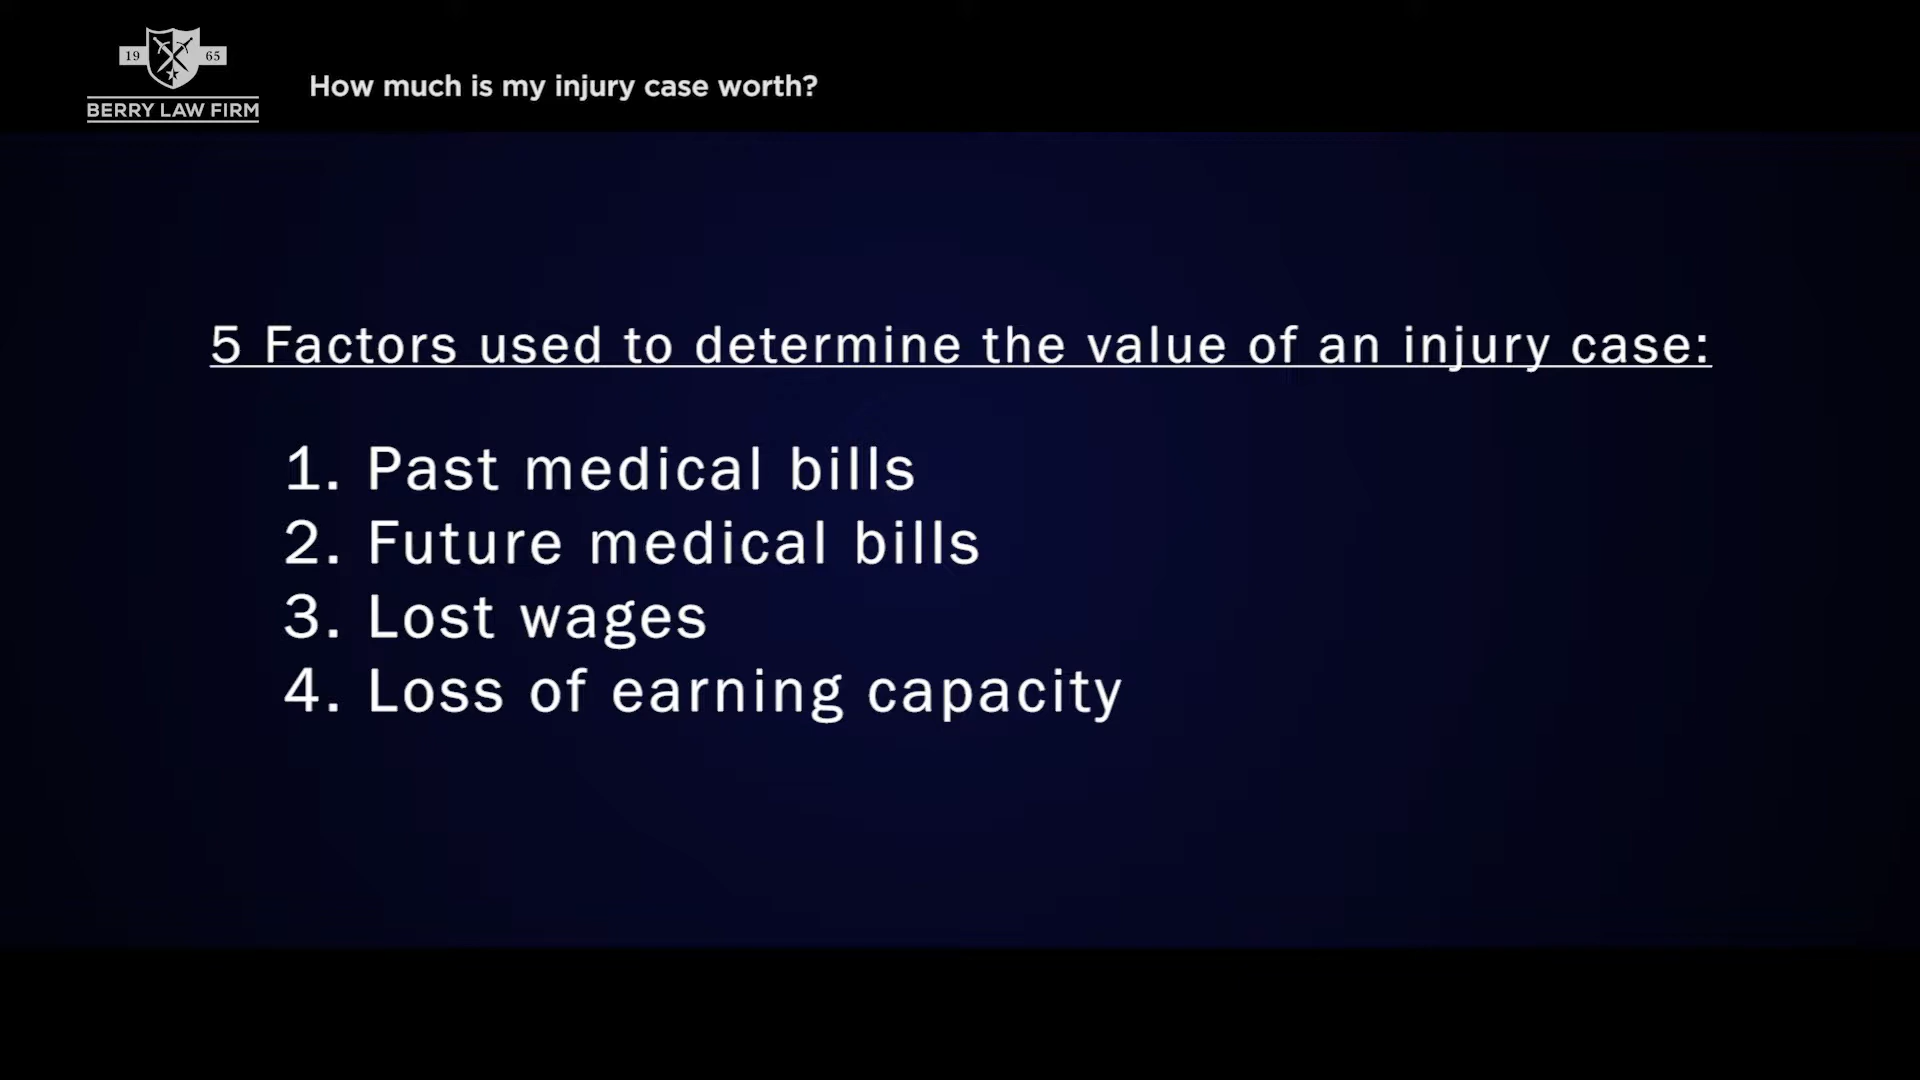 19 65
BERRY LAW FIRM
How much is my injury case worth?
5 Factors used to determine the value of an injury case:
1. Past medical bills
2. Future medical bills
3. Lost wages
4. Loss of earning capacity